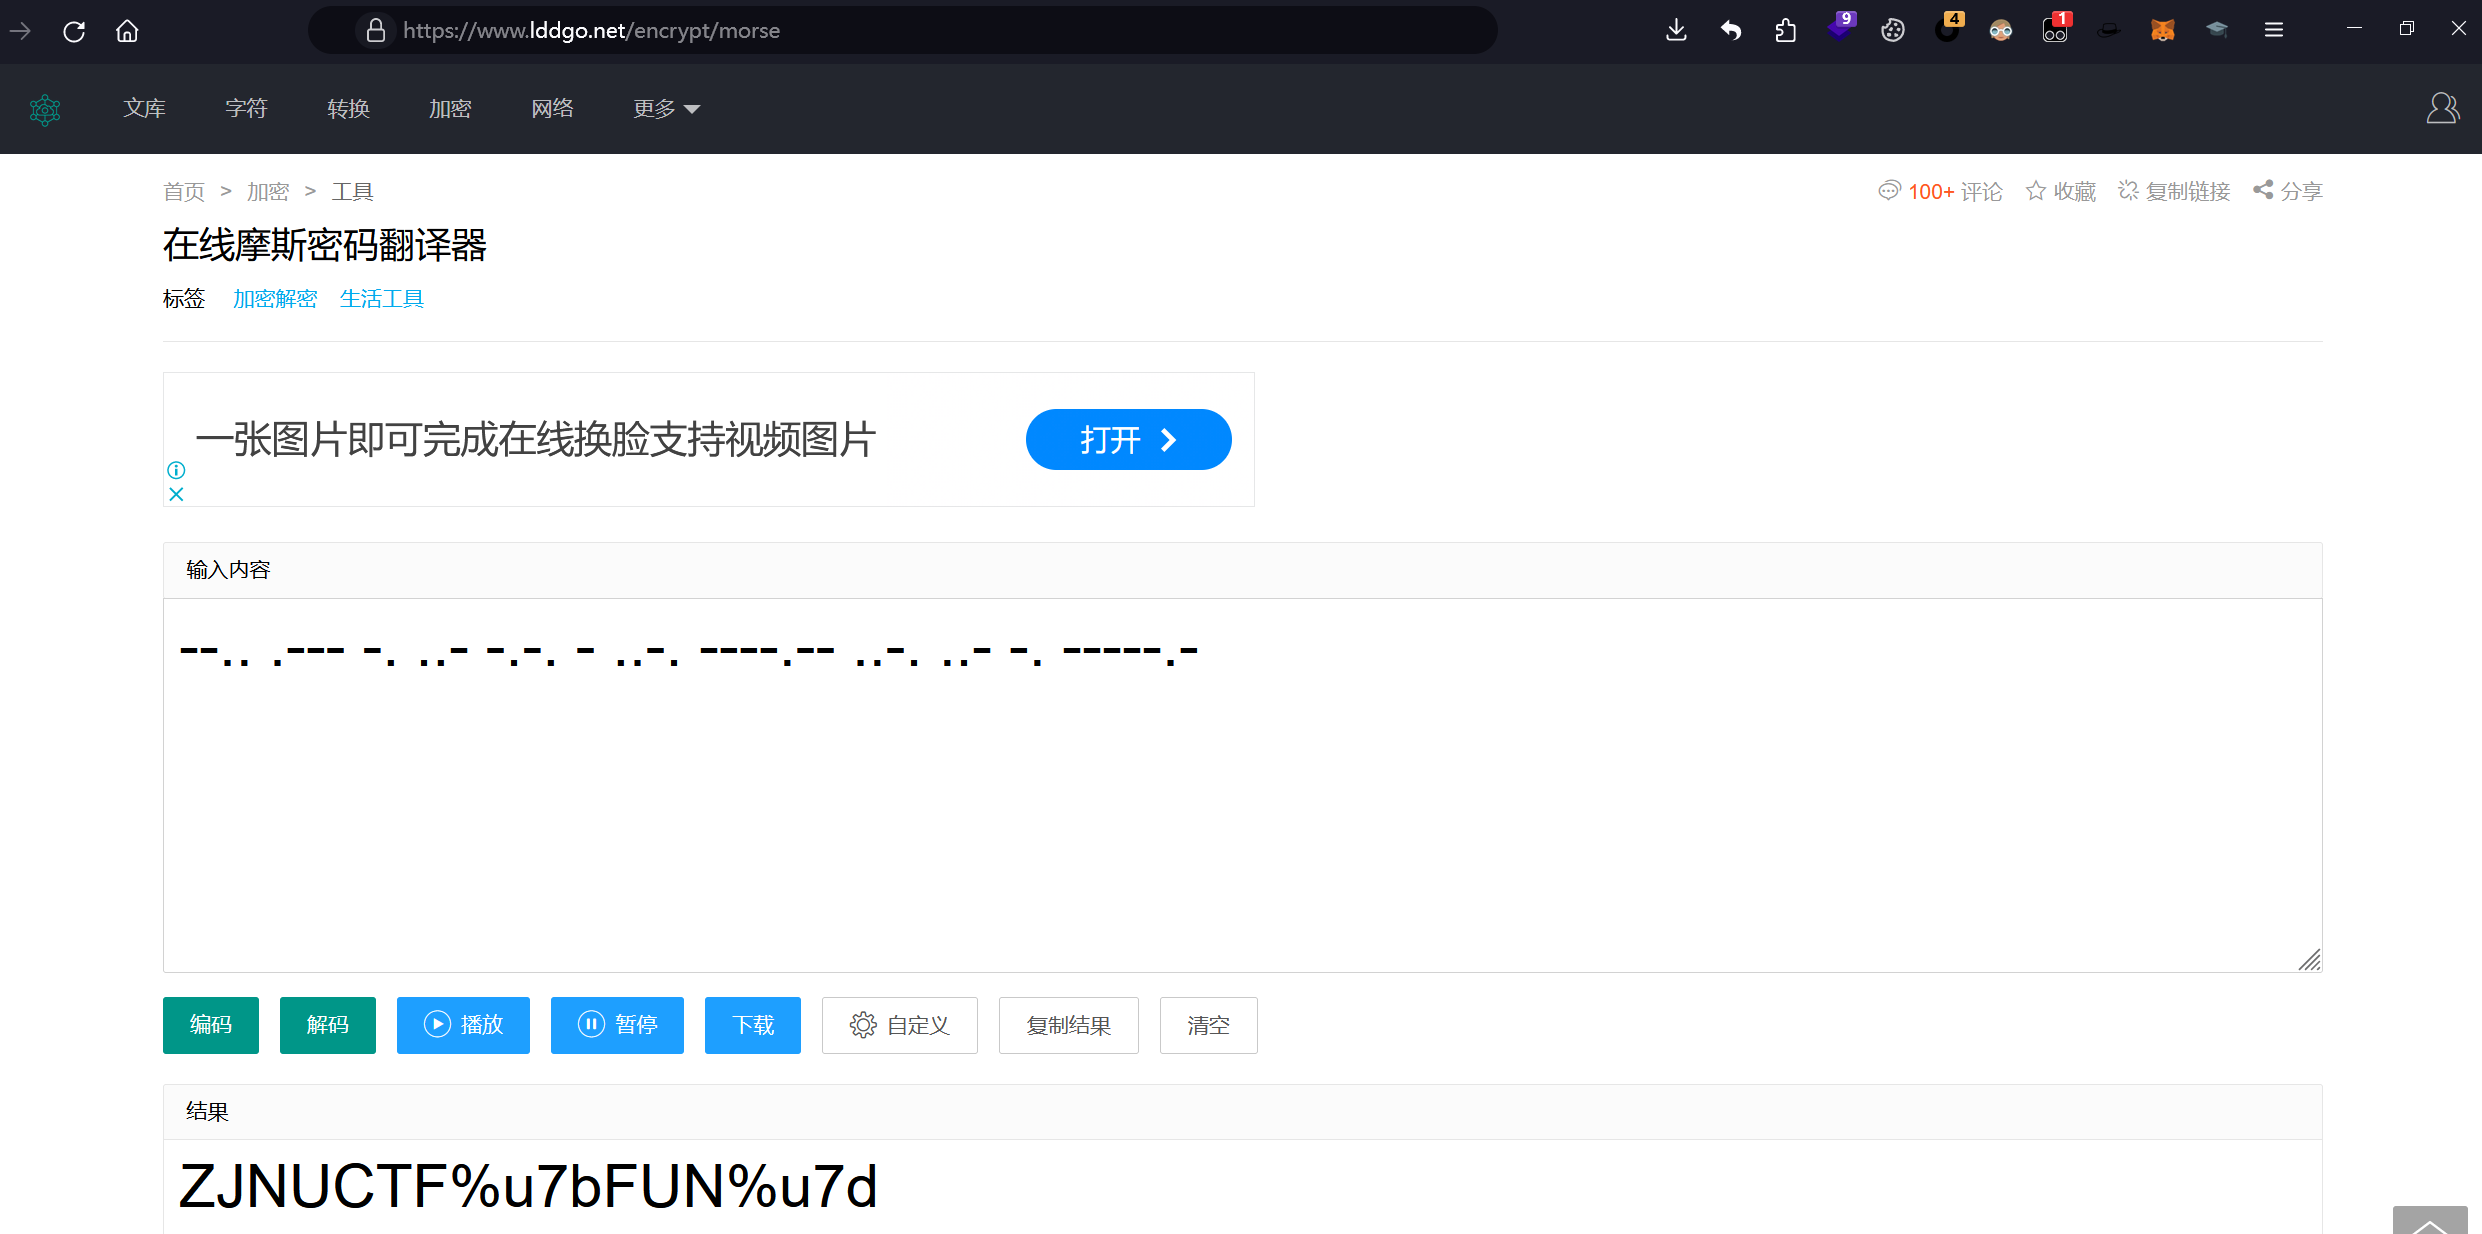 https://www.lddgo.net/encrypt/morse
9
4
1
文库 字符 转换 加密 网络 更多
首页 > 加密 > 工具
100+ 评论 收藏 复制链接 分享
在线摩斯密码翻译器
标签 加密解密 生活工具
一张图片即可完成在线换脸支持视频图片
打开
输入内容
--.. .--- -. ..- -.-. - ..-. ----.-- ..-. ..- -. -----.-
编码 解码 播放 暂停 下载 自定义 复制结果 清空
结果
ZJNUCTF%u7bFUN%u7d